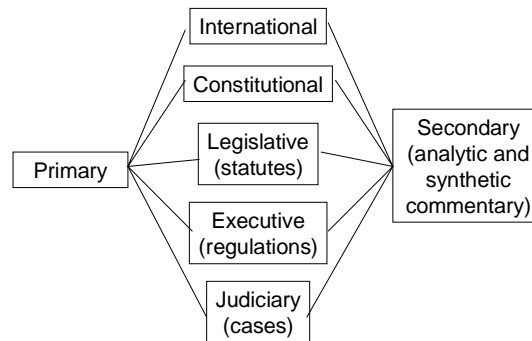 International
Constitutional
Legislative
(statutes)
Primary
Executive
(regulations)
Judiciary
(cases)
Secondary
(analytic and
synthetic
commentary)